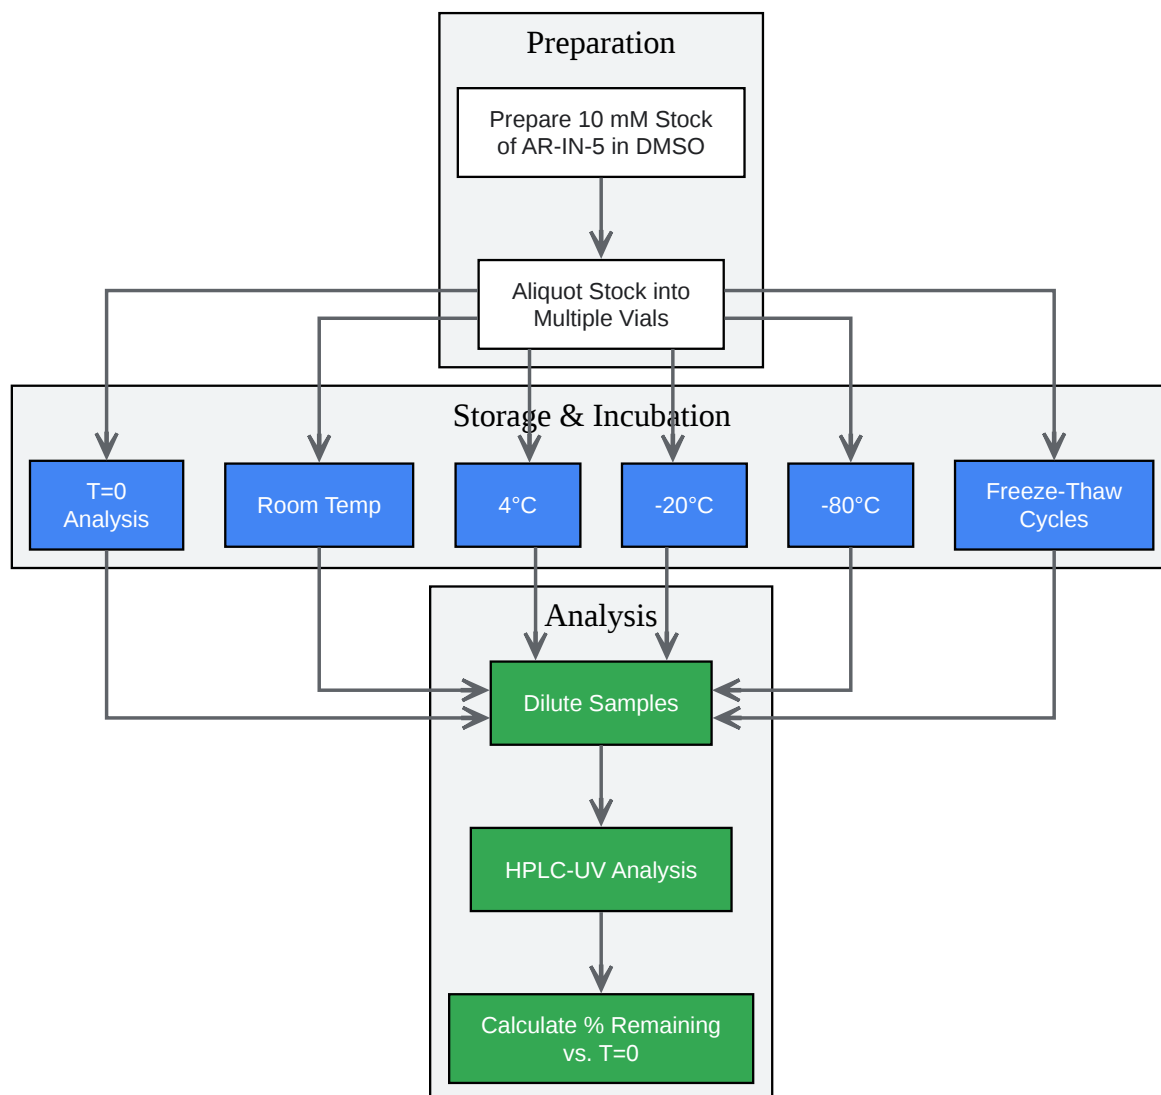 Preparation
Prepare 10 mM Stock
of AR-IN-5 in DMSO
Aliquot Stock into
Multiple Vials
Storage & Incubation
T=0
Analysis
Room Temp
4°C
-20°C
-80°C
Freeze-Thaw
Cycles
Analysis
Dilute Samples
HPLC-UV Analysis
Calculate % Remaining
vs. T=0